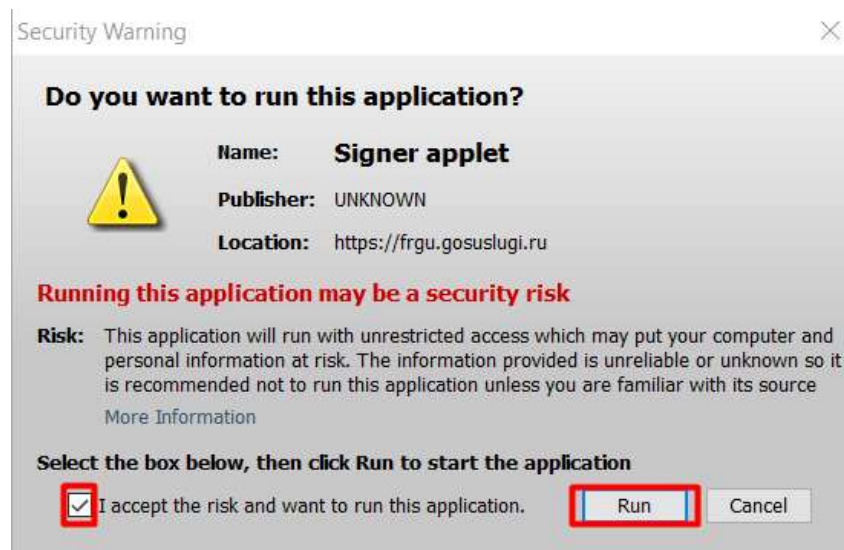 Security Warning
Do you want to run this application?
Name: Signer applet
Publisher: UNKNOWN
Location: https://frgu.gosuslugi.ru
Running this application may be a security risk
Risk: This application will run with unrestricted access which may put your computer and
personal information at risk. The information provided is unreliable or unknown so it
is recommended not to run this application unless you are familiar with its source
More Information
Select the box below, then click Run to start the application
I accept the risk and want to run this application. Run Cancel